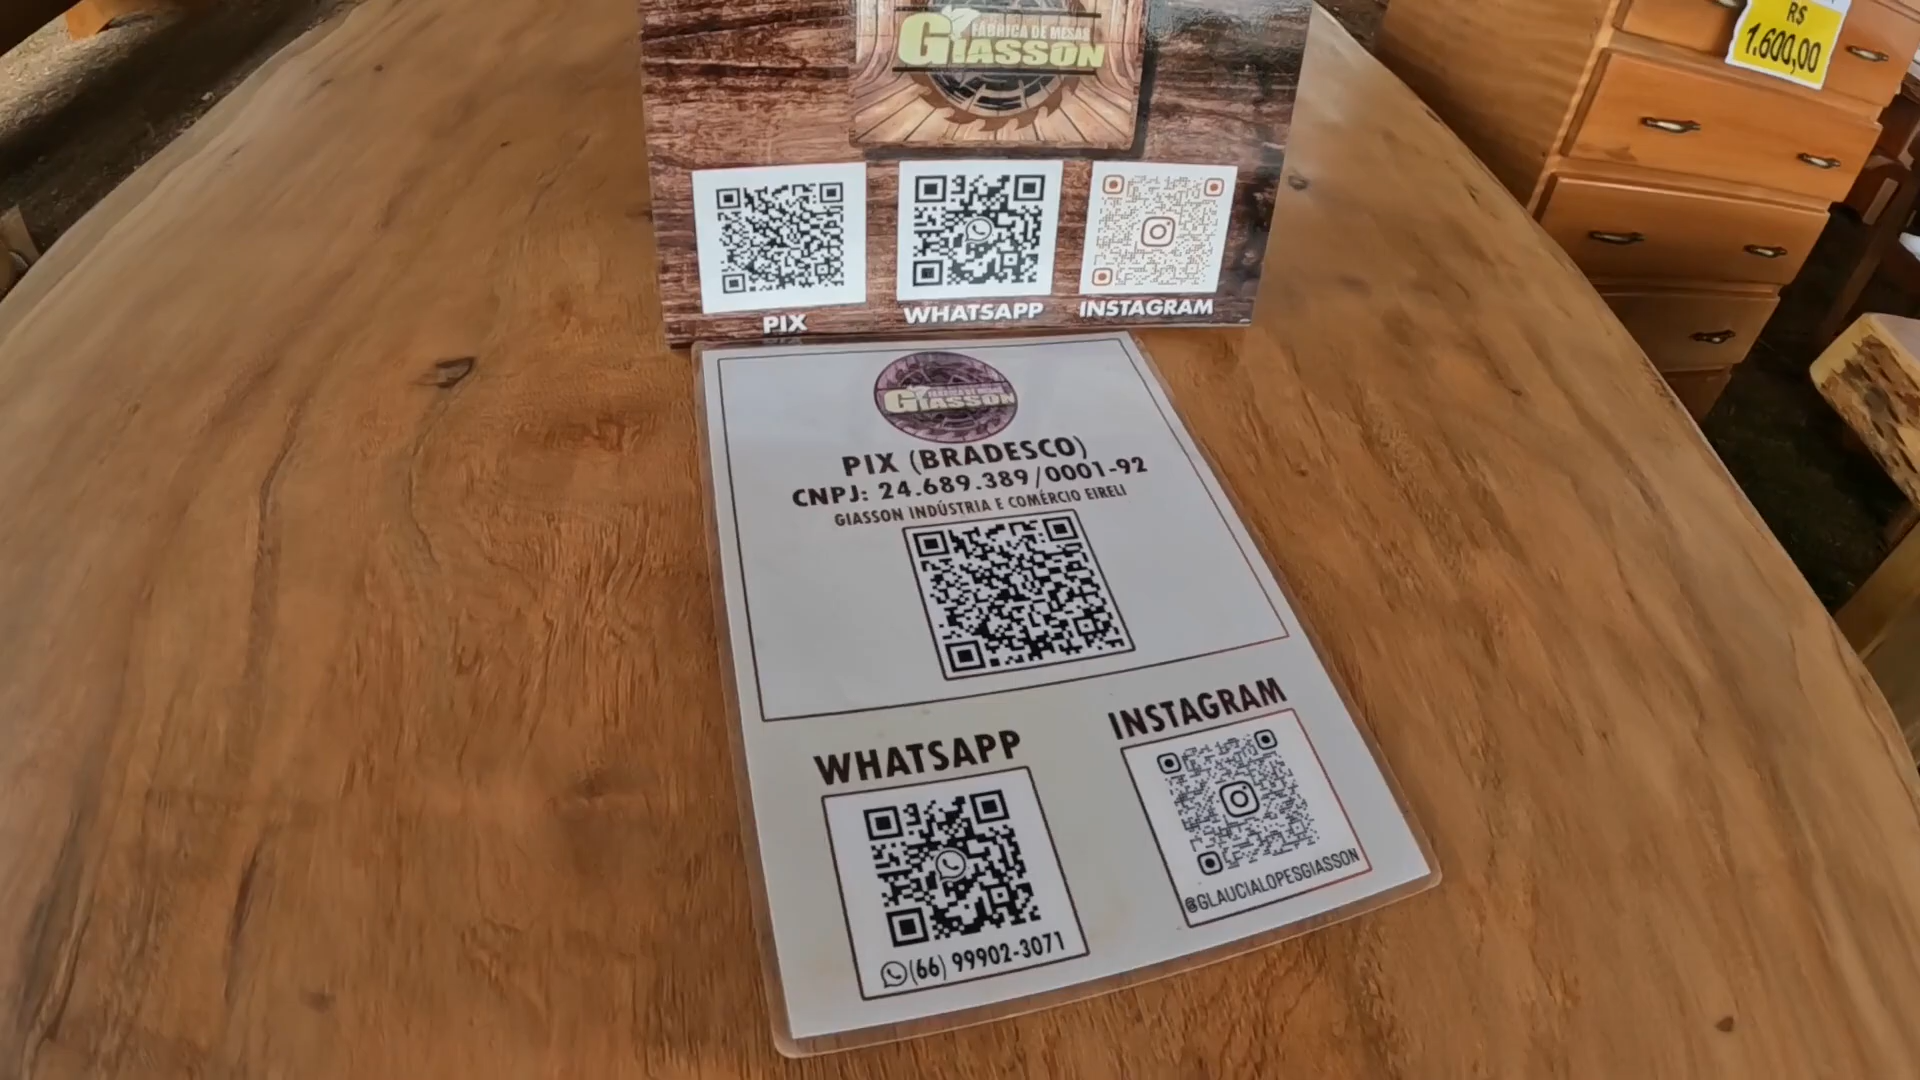 FÁBRICA DE MESAS
GIASSON
R$
1.600,00
PIX
WHATSAPP
INSTAGRAM
GIASSON
PIX (BRADESCO)
CNPJ: 24.689.389/0001-92
GIASSON INDÚSTRIA E COMÉRCIO EIRELI
WHATSAPP
INSTAGRAM
@GLAUCIALOPESGIASSON
(66) 99902-3071